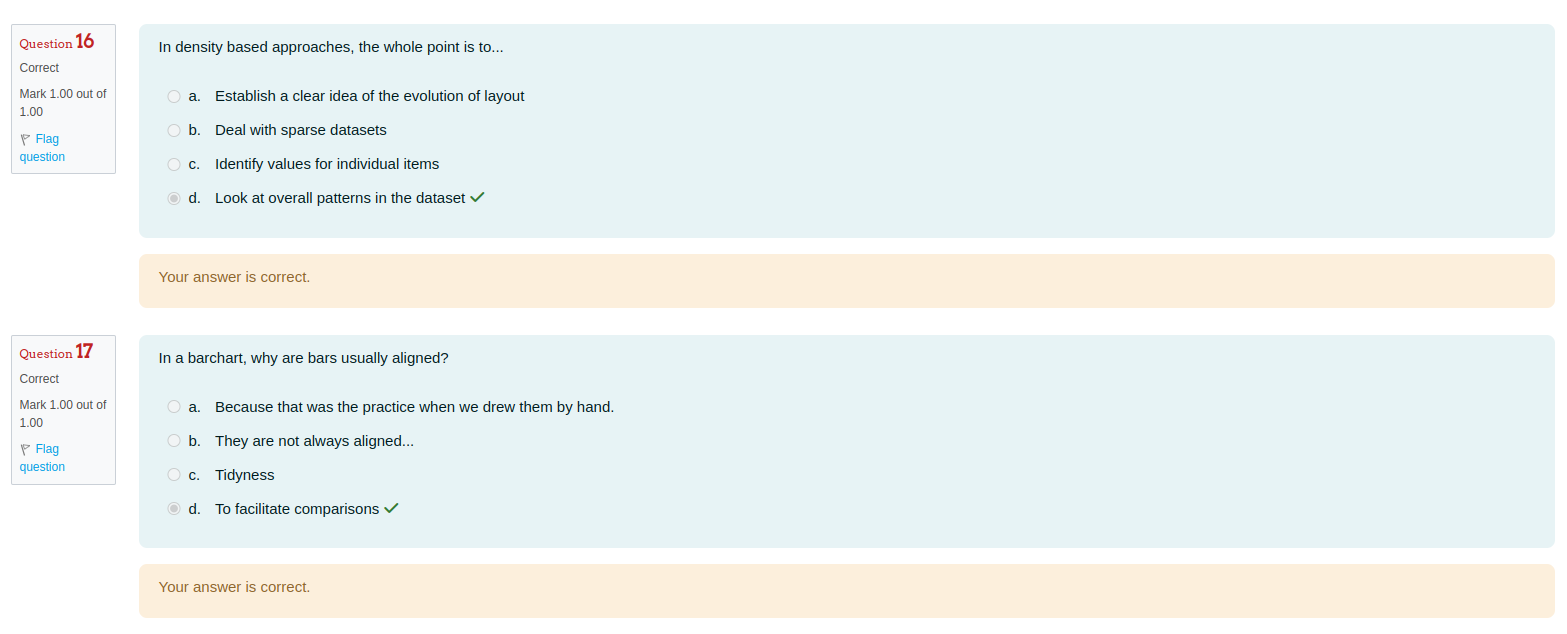 Question 16
Correct
Mark 1.00 out of
1.00
Flag
question
In density based approaches, the whole point is to...
a. Establish a clear idea of the evolution of layout
b. Deal with sparse datasets
c. Identify values for individual items
d. Look at overall patterns in the dataset
Your answer is correct.
Question 17
Correct
Mark 1.00 out of
1.00
Flag
question
In a barchart, why are bars usually aligned?
a. Because that was the practice when we drew them by hand.
b. They are not always aligned...
c. Tidyness
d. To facilitate comparisons
Your answer is correct.